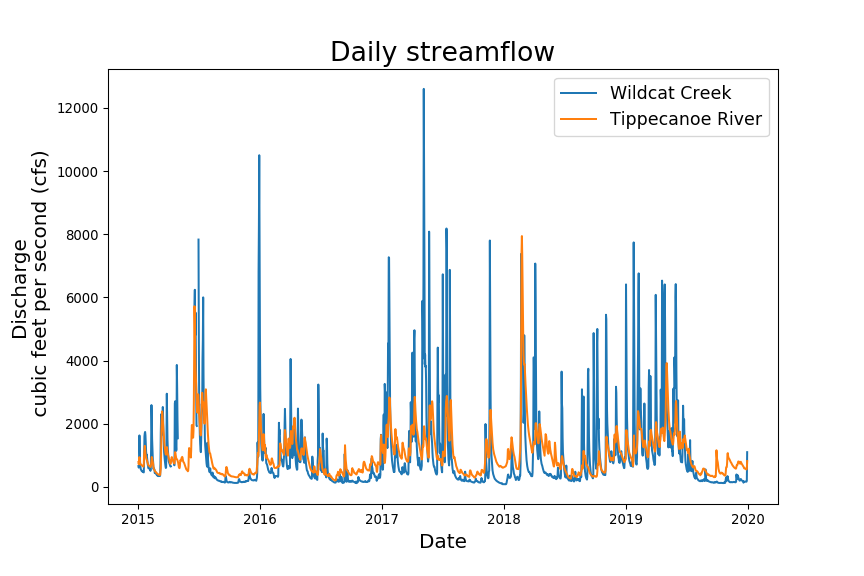 Daily streamflow
Wildcat Creek
Tippecanoe River
Discharge
cubic feet per second (cfs)
12000
10000
8000
6000
4000
2000
0
2015 2016 2017 2018 2019 2020
Date